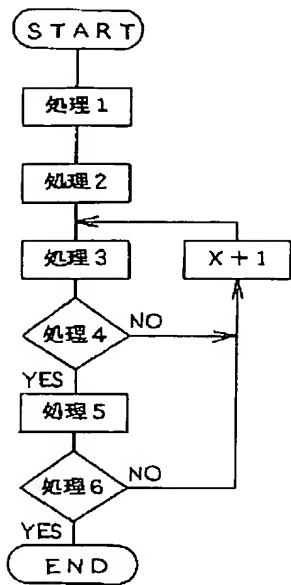 START
処理1
処理2
処理3
X+1
処理4
NO
YES
処理5
処理6
NO
YES
END